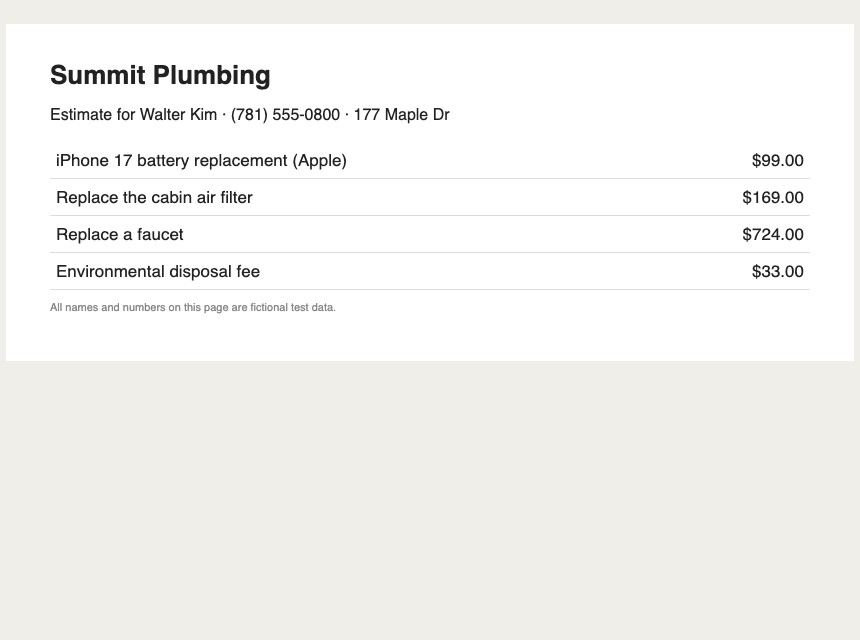 Summit Plumbing
Estimate for Walter Kim · (781) 555-0800 · 177 Maple Dr
iPhone 17 battery replacement (Apple) $99.00
Replace the cabin air filter $169.00
Replace a faucet $724.00
Environmental disposal fee $33.00
All names and numbers on this page are fictional test data.